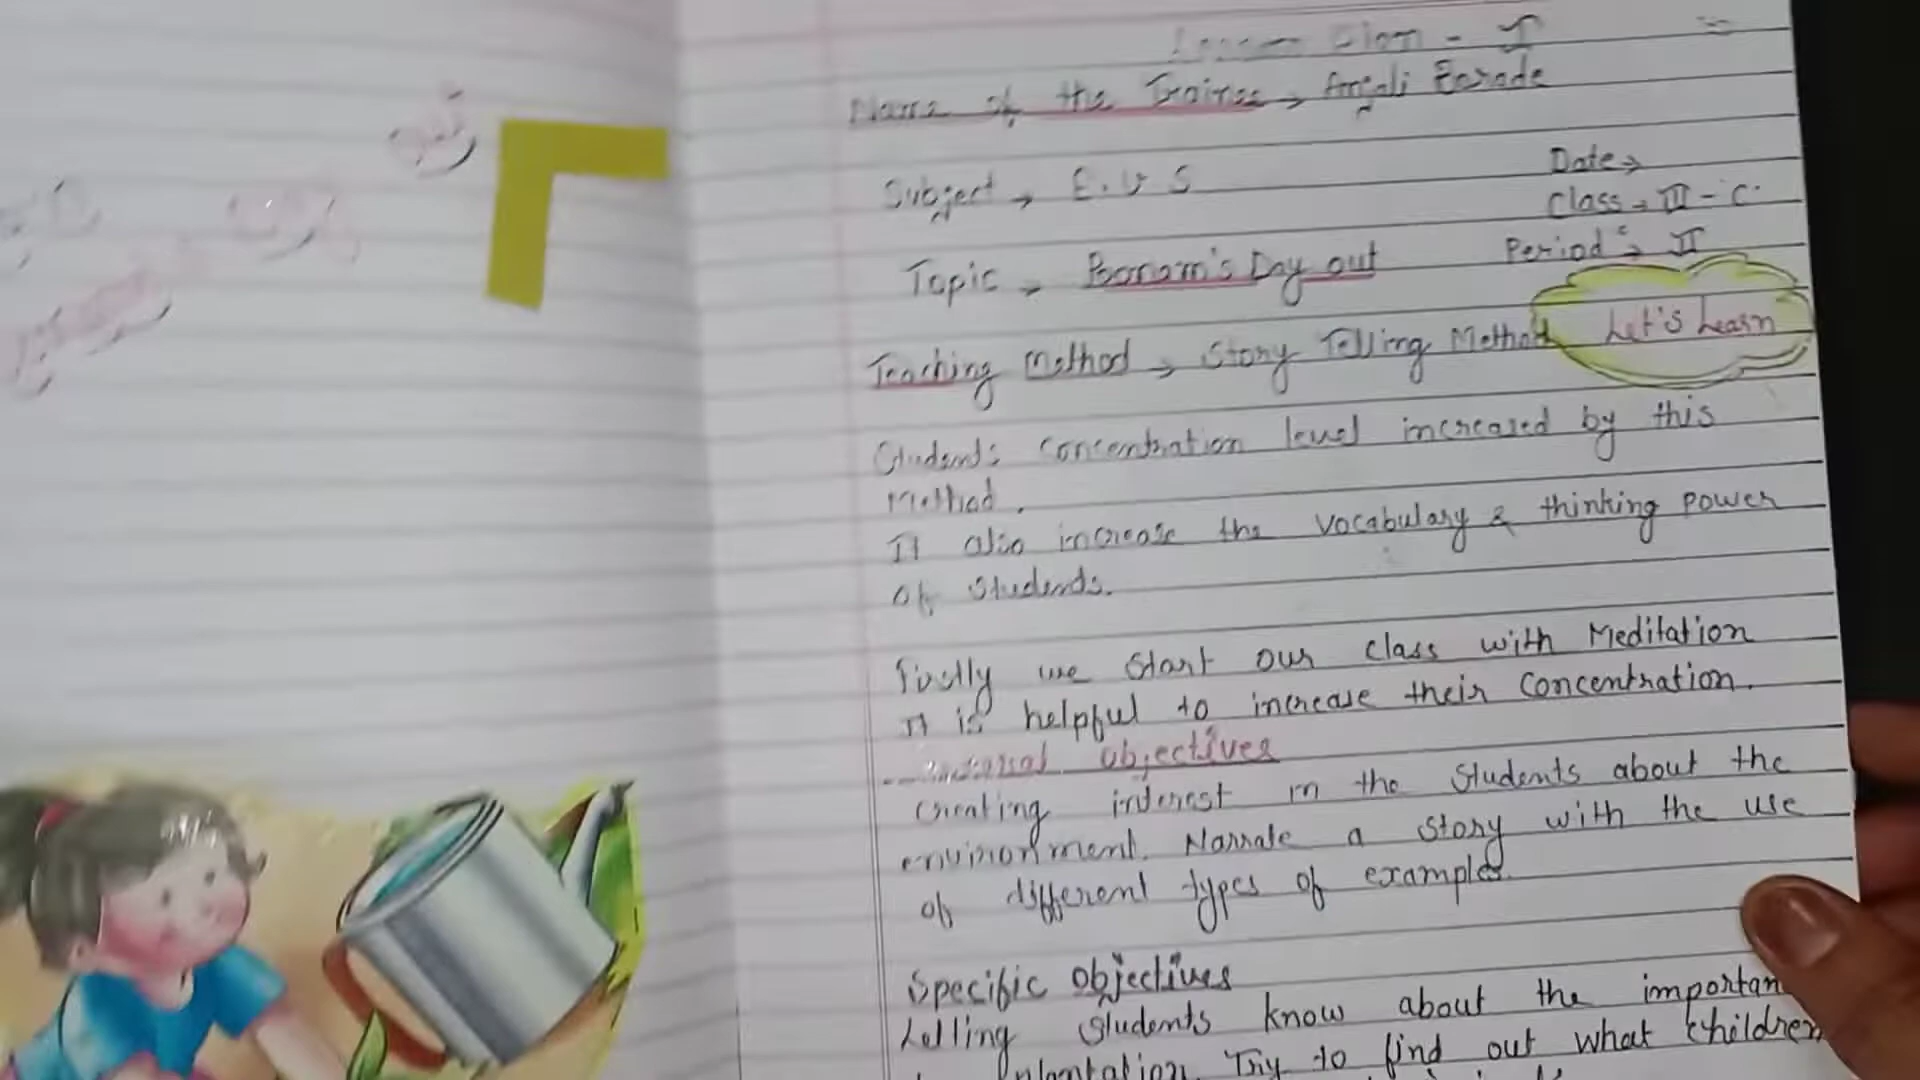 Lesson Plan - I
Name of the Trainee → Anjali Borade
Subject → E.V.S
Date →
Class → III - C
Topic → Poonam's Day out
Period → II
Teaching Method → Story Telling Method
Let's Learn
Students concentration level increased by this
Method.
It also increase the vocabulary & thinking power
of students.
Firstly we start our class with Meditation
It is helpful to increase their concentration.
objectives
Creating interest in the students about the
environment. Narrate a story with the use
of different types of examples.
Specific objectives
Letting students know about the importan
plantation. Try to find out what children